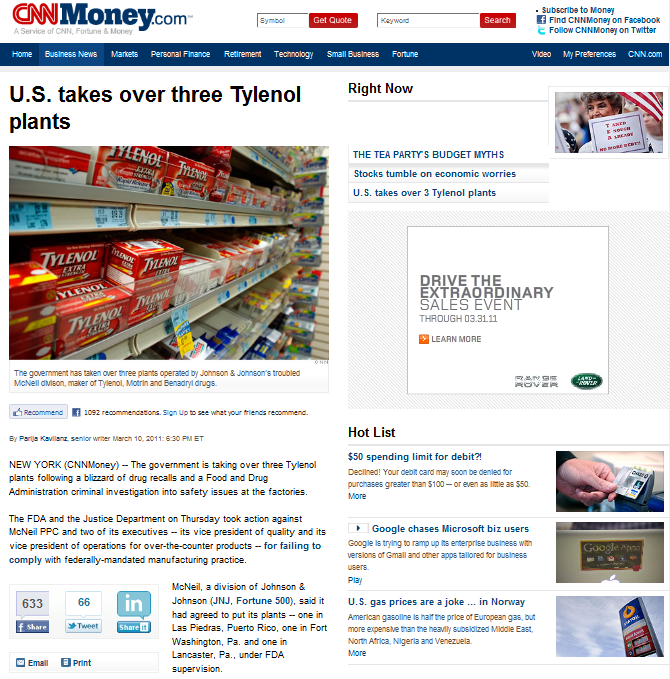 CNNMoney.com
A Service of CNN, Fortune & Money
Symbol
Get Quote
Keyword
Search
Subscribe to Money
Find CNNMoney on Facebook
Follow CNNMoney on Twitter
Home
Business News
Markets
Personal Finance
Retirement
Technology
Small Business
Fortune
Video
My Preferences
CNN.com
U.S. takes over three Tylenol
plants
TYLENOL
TYLENOL
TYLENOL
EXTRA STRENGTH
TYLENOL
TYLENOL
TYLENOL
The government has taken over three plants operated by Johnson & Johnson's troubled
McNeil divison, maker of Tylenol, Motrin and Benadryl drugs.
Recommend
1092 recommendations. Sign Up to see what your friends recommend.
By Parija Kavilanz, senior writer March 10, 2011: 6:30 PM ET
NEW YORK (CNNMoney) -- The government is taking over three Tylenol
plants following a blizzard of drug recalls and a Food and Drug
Administration criminal investigation into safety issues at the factories.
The FDA and the Justice Department on Thursday took action against
McNeil PPC and two of its executives -- its vice president of quality and its
vice president of operations for over-the-counter products -- for failing to
comply with federally-mandated manufacturing practice.
633
Share
66
Tweet
in
Share it
Email
Print
McNeil, a division of Johnson &
Johnson (JNJ, Fortune 500), said it
had agreed to put its plants -- one in
Las Piedras, Puerto Rico, one in Fort
Washington, Pa. and one in
Lancaster, Pa., under FDA
supervision.
Right Now
THE TEA PARTY'S BUDGET MYTHS
Stocks tumble on economic worries
U.S. takes over 3 Tylenol plants
TAXED
ENOUGH
ALREADY
NO MORE DEBT!!
DRIVE THE
EXTRAORDINARY
SALES EVENT
THROUGH 03.31.11
LEARN MORE
RANGE
ROVER
LAND-
ROVER
Hot List
$50 spending limit for debit?!
Declined! Your debit card may soon be denied for
purchases greater than $100 -- or even as little as $50.
More
Google chases Microsoft biz users
Google is trying to ramp up its enterprise business with
versions of Gmail and other apps tailored for business
users.
Play
Google Apps
U.S. gas prices are a joke ... in Norway
American gasoline is half the price of European gas, but
more expensive than the heavily subsidized Middle East,
North Africa, Nigeria and Venezuela.
More